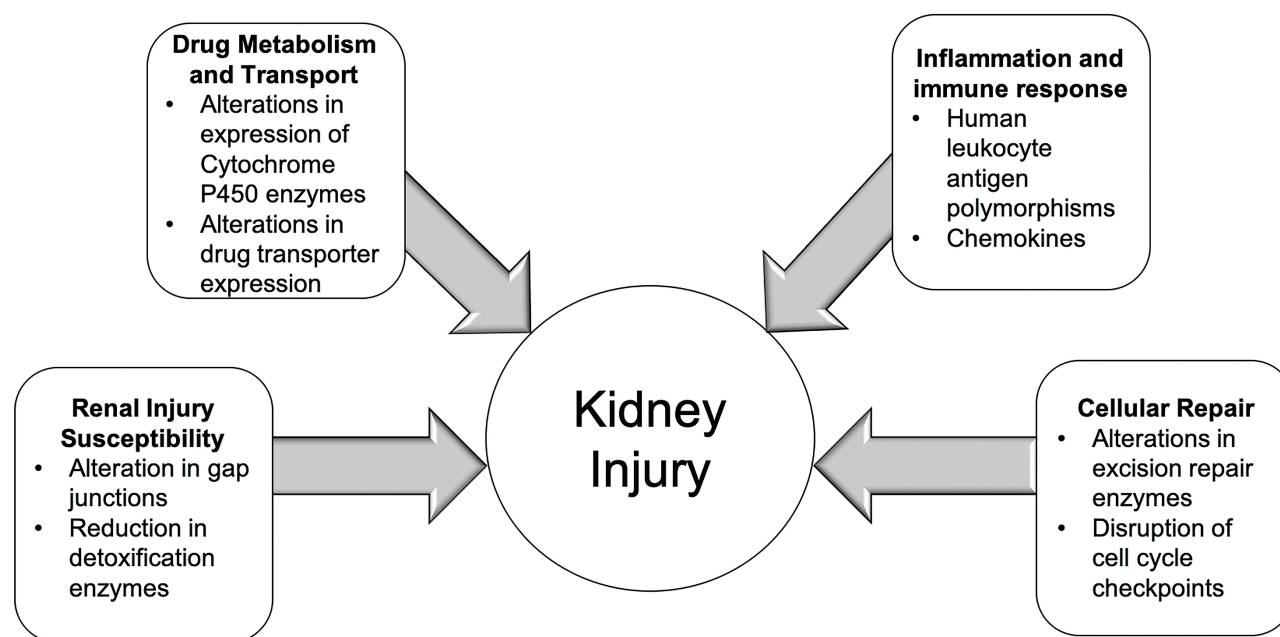 Drug Metabolism
and Transport
• Alterations in
expression of
Cytochrome
P450 enzymes
• Alterations in
drug transporter
expression
Inflammation and
immune response
• Human
leukocyte
antigen
polymorphisms
• Chemokines
Kidney
Injury
Renal Injury
Susceptibility
• Alteration in gap
junctions
• Reduction in
detoxification
enzymes
Cellular Repair
• Alterations in
excision repair
enzymes
• Disruption of
cell cycle
checkpoints